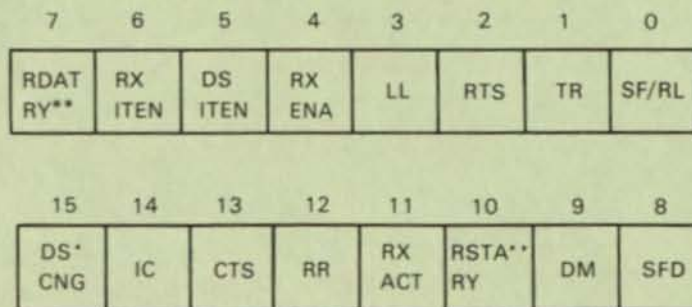 7 6 5 4 3 2 1 0
RDAT RX DS RX LL RTS TR SF/RL
RY** ITEN ITEN ENA
15 14 13 12 11 10 9 8
DS* IC CTS RR RX RSTA** DM SFD
CNG ACT RY